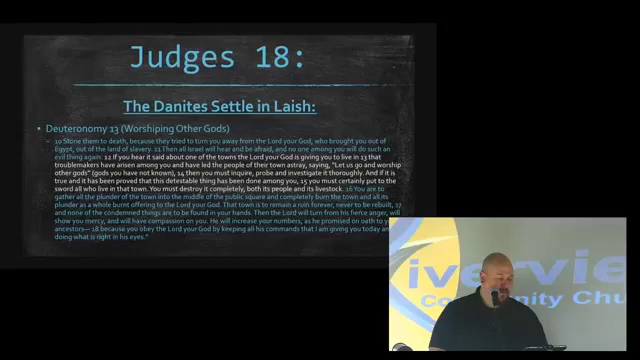 Judges 18:
The Danites Settle in Laish:
Deuteronomy 13 (Worshiping Other Gods)
10 Stone them to death, because they tried to turn you away from the Lord your God, who brought you out of
Egypt, out of the land of slavery. 11 Then all Israel will hear and be afraid, and no one among you will do such an
evil thing again. 12 If you hear it said about one of the towns the Lord your God is giving you to live in 13 that
troublemakers have arisen among you and have led the people of their town astray, saying, "Let us go and worship
other gods" (gods you have not known), 14 then you must inquire, probe and investigate it thoroughly. And if it is
true and it has been proved that this detestable thing has been done among you, 15 you must certainly put to
the sword all who live in that town. You must destroy it completely, both its people and its livestock. 16 You are to
gather all the plunder of the town into the middle of the public square and completely burn the town and all its
plunder as a whole burnt offering to the Lord your God. That town is to remain a ruin forever, never to be rebuilt, 17
and none of the condemned things are to be found in your hands. Then the Lord will turn from his fierce anger, will
show you mercy, and will have compassion on you. He will increase your numbers, as he promised on oath to your
ancestors— 18 because you obey the Lord your God by keeping all his commands that I am giving you today and
doing what is right in his eyes."
iverview
Community Chu